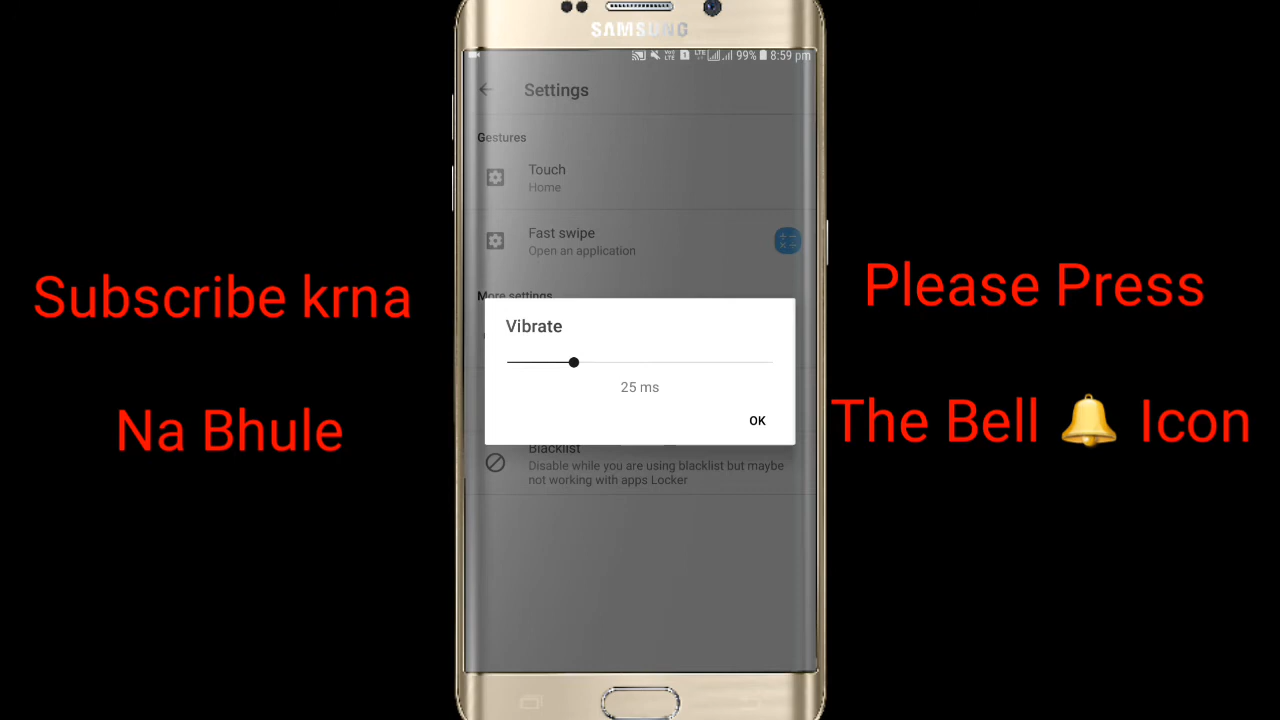 SAMSUNG
99% 8:59 pm
Settings
Gestures
Touch
Home
Fast swipe
Open an application
More settings
Subscribe krna
Na Bhule
Vibrate
25 ms
OK
Blacklist
Disable while you are using blacklist but maybe
not working with apps Locker
Please Press
The Bell 🔔 Icon